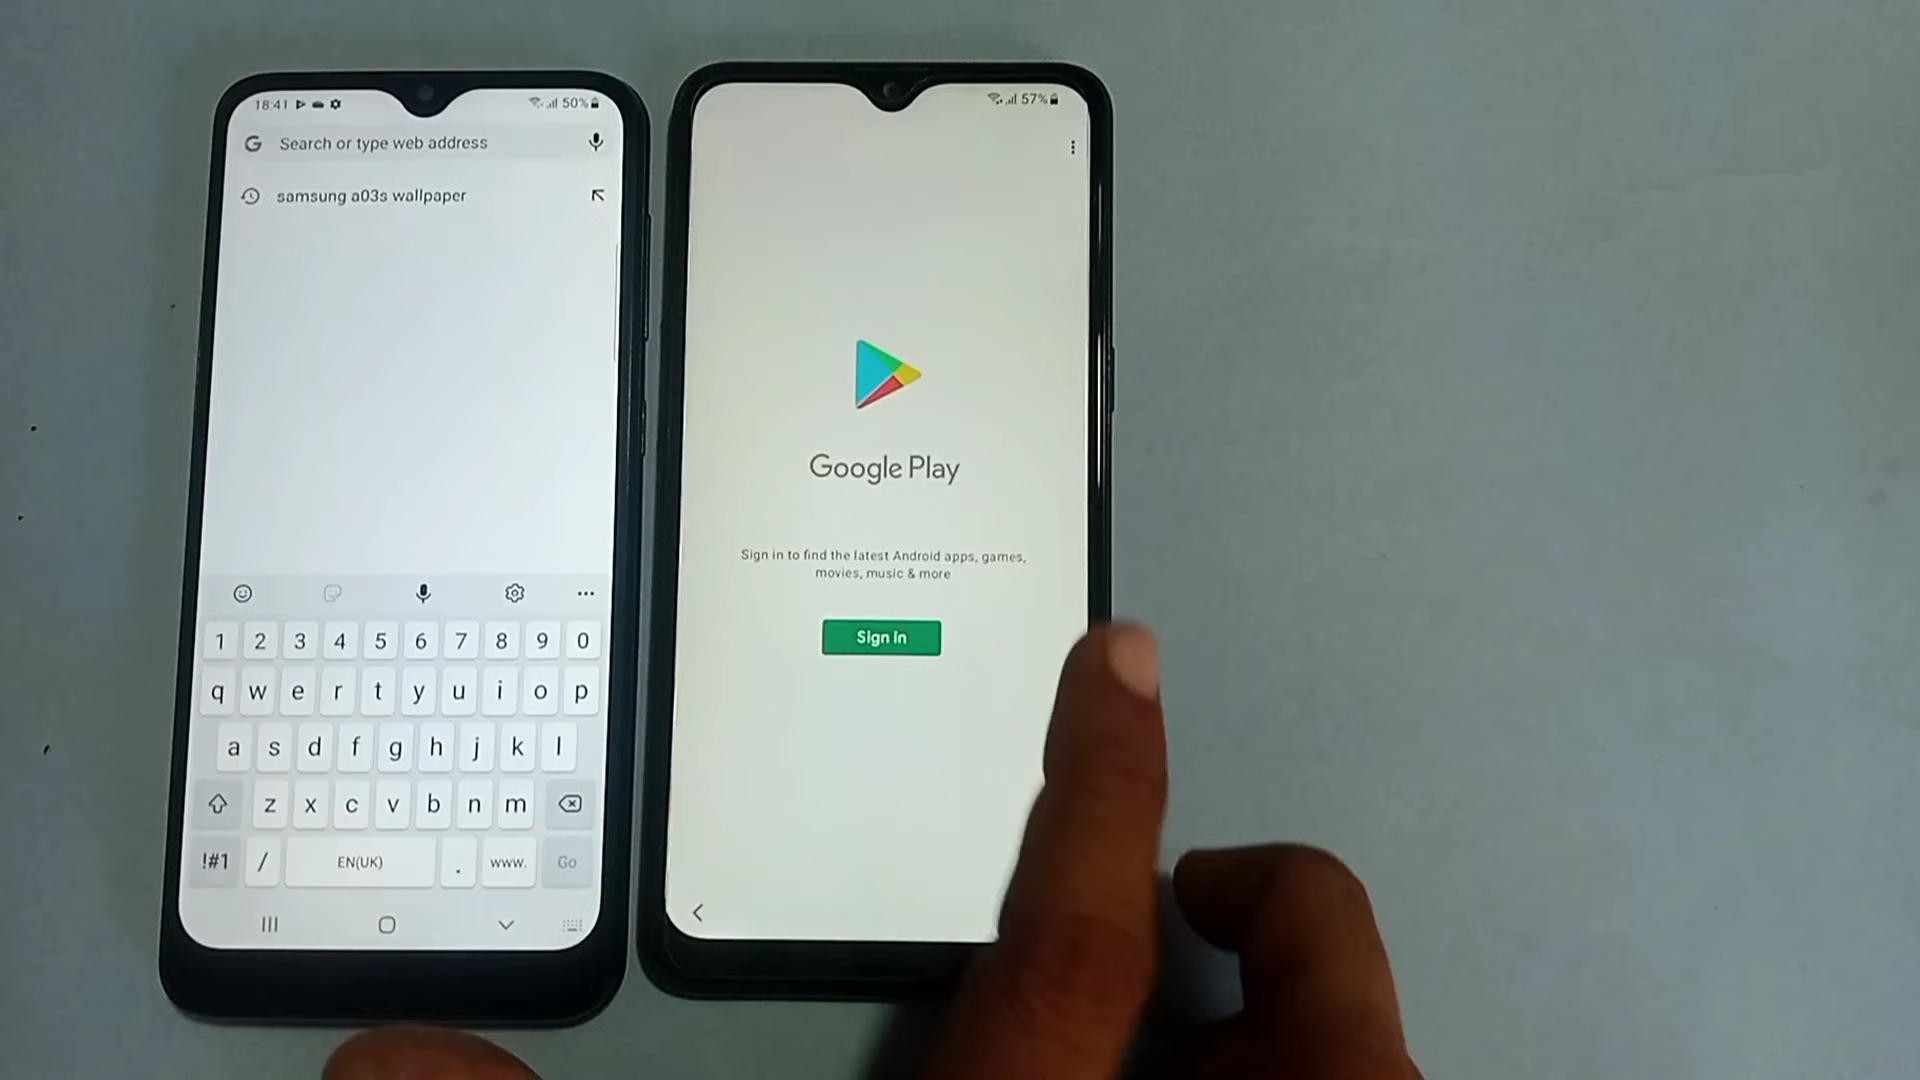 18:41
50%
Search or type web address
samsung a03s wallpaper
1 2 3 4 5 6 7 8 9 0
q w e r t y u i o p
a s d f g h j k l
z x c v b n m
!#1 / EN(UK) . www. Go
57%
Google Play
Sign in to find the latest Android apps, games,
movies, music & more
Sign in